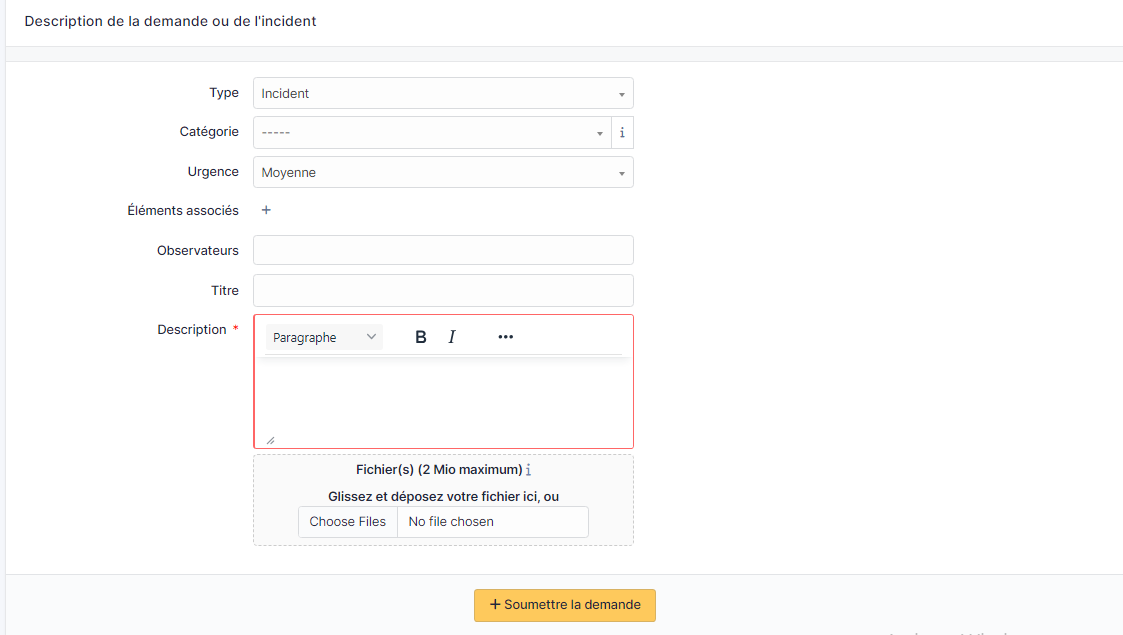 Description de la demande ou de l'incident
Type Incident
Catégorie -----
Urgence Moyenne
Éléments associés +
Observateurs
Titre
Description *
Paragraphe B I •••
Fichier(s) (2 Mio maximum) i
Glissez et déposez votre fichier ici, ou
Choose Files No file chosen
+ Soumettre la demande